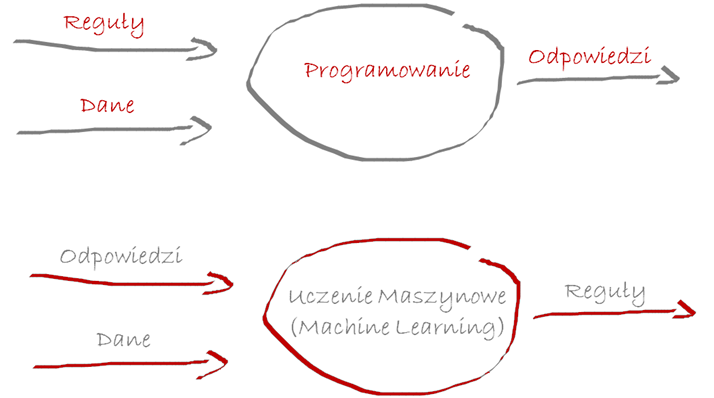 Reguły
Dane
Programowanie
Odpowiedzi
Odpowiedzi
Dane
Uczenie Maszynowe
(Machine Learning)
Reguły